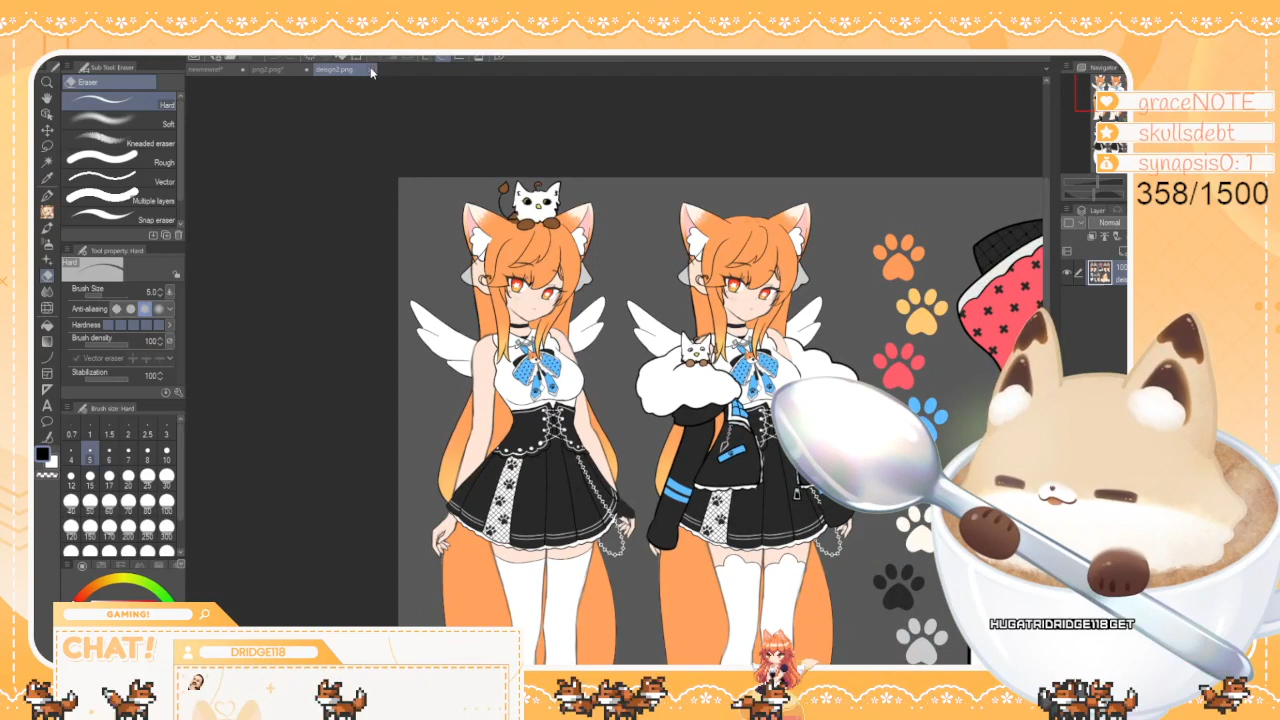 Sub Tool: Eraser
newnewref*
png2.png*
deisgn2.png
Navigator
Eraser
Hard
Soft
Kneaded eraser
Rough
Vector
Multiple layers
Snap eraser
Tool property: Hard
Hard
Brush Size 5.0
Anti-aliasing
Hardness
Brush density 100
Vector eraser
Stabilization 100
Brush size: Hard
0.7 1 1.5 2 2.5 3
4 5 6 7 8 10
12 15 17 20 25 30
40 50 60 70 80 100
120 150 170 200 250 300
Layer
Normal
graceNOTE
skullsdebt
synapsis0: 1
358/1500
HUGATRIDRIDGE118GET
GAMING!
CHAT!
DRIDGE118